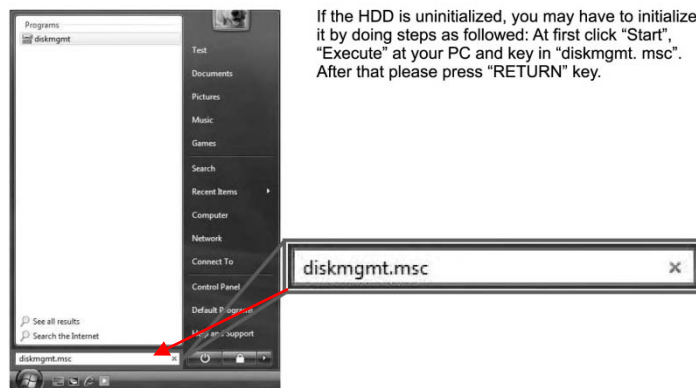 If the HDD is uninitialized, you may have to initialize
it by doing steps as followed: At first click “Start”,
“Execute” at your PC and key in “diskmgmt. msc”.
After that please press “RETURN” key.
Programs
diskmgmt
Test
Documents
Pictures
Music
Games
Search
Recent Items
Computer
Network
Connect To
Control Panel
Default Programs
Help and Support
See all results
Search the Internet
diskmgmt.msc
diskmgmt.msc